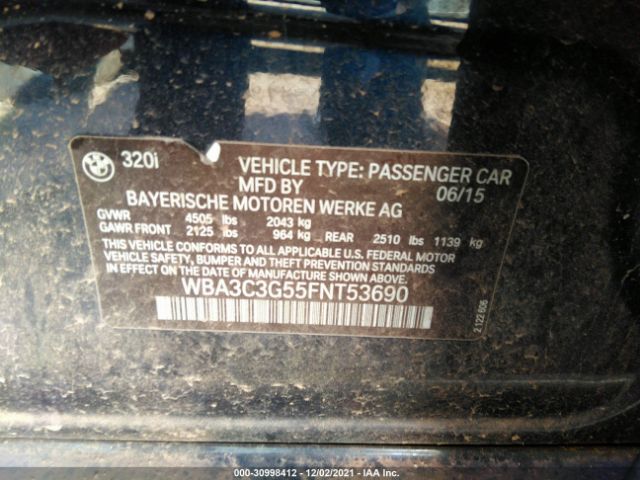 320i VEHICLE TYPE: PASSENGER CAR
MFD BY 06/15
BAYERISCHE MOTOREN WERKE AG
GVWR 4505 lbs 2043 kg
GAWR FRONT 2125 lbs 964 kg REAR 2510 lbs 1139 kg
THIS VEHICLE CONFORMS TO ALL APPLICABLE U.S. FEDERAL MOTOR
VEHICLE SAFETY, BUMPER, AND THEFT PREVENTION STANDARDS
IN EFFECT ON THE DATE OF MANUFACTURE SHOWN ABOVE.
WBA3C3G55FNT53690
2 122 606
000-30998412 - 12/02/2021 - IAA Inc.